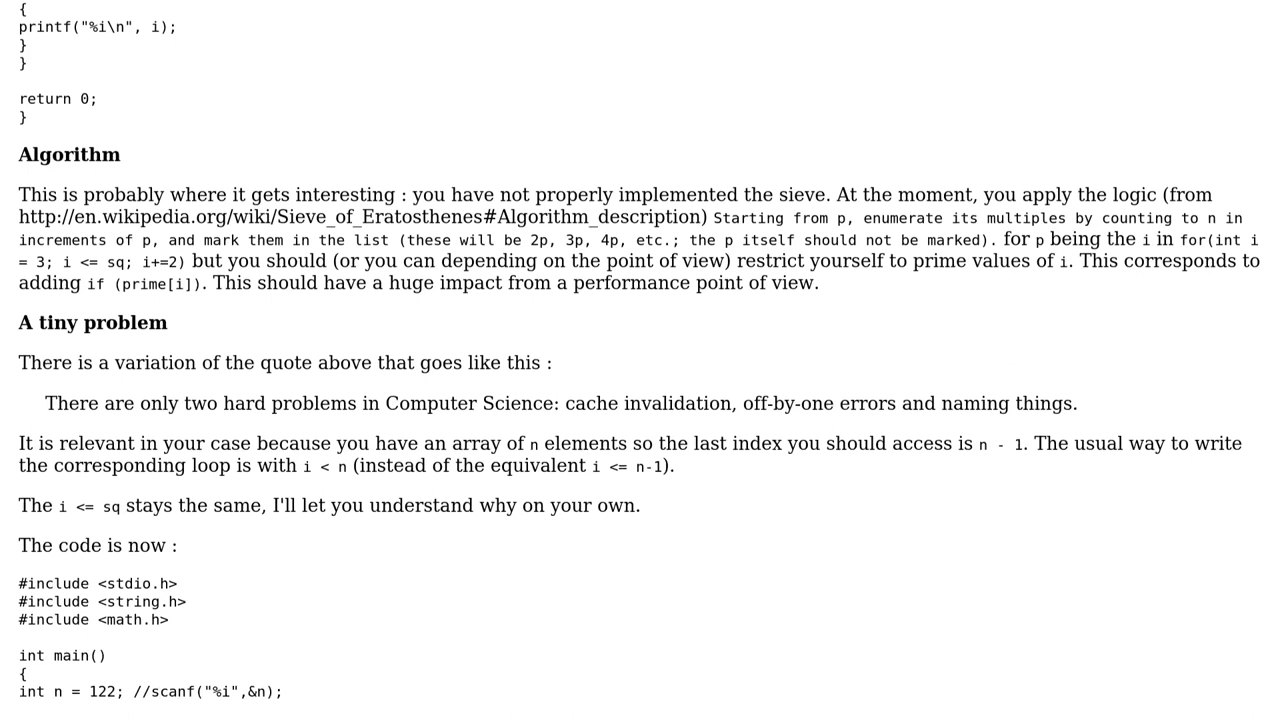 {
printf("%i\n", i);
}
}
return 0;
}
Algorithm
This is probably where it gets interesting : you have not properly implemented the sieve. At the moment, you apply the logic (from
http://en.wikipedia.org/wiki/Sieve_of_Eratosthenes#Algorithm_description) Starting from p, enumerate its multiples by counting to n in
increments of p, and mark them in the list (these will be 2p, 3p, 4p, etc.; the p itself should not be marked). for p being the i in for(int i
= 3; i <= sq; i+=2) but you should (or you can depending on the point of view) restrict yourself to prime values of i. This corresponds to
adding if (prime[i]). This should have a huge impact from a performance point of view.
A tiny problem
There is a variation of the quote above that goes like this :
There are only two hard problems in Computer Science: cache invalidation, off-by-one errors and naming things.
It is relevant in your case because you have an array of n elements so the last index you should access is n - 1. The usual way to write
the corresponding loop is with i < n (instead of the equivalent i <= n-1).
The i <= sq stays the same, I'll let you understand why on your own.
The code is now :
#include <stdio.h>
#include <string.h>
#include <math.h>
int main()
{
int n = 122; //scanf("%i",&n);